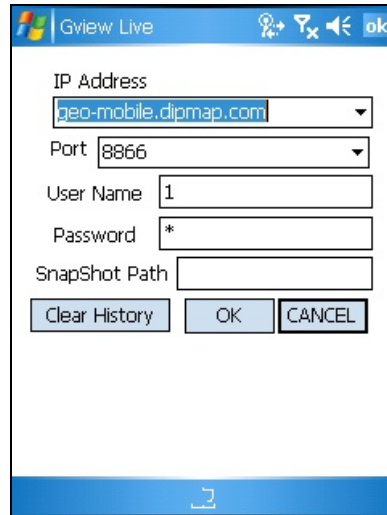 Gview Live
ok
IP Address
geo-mobile.dipmap.com
Port 8866
User Name 1
Password *
SnapShot Path
Clear History OK CANCEL